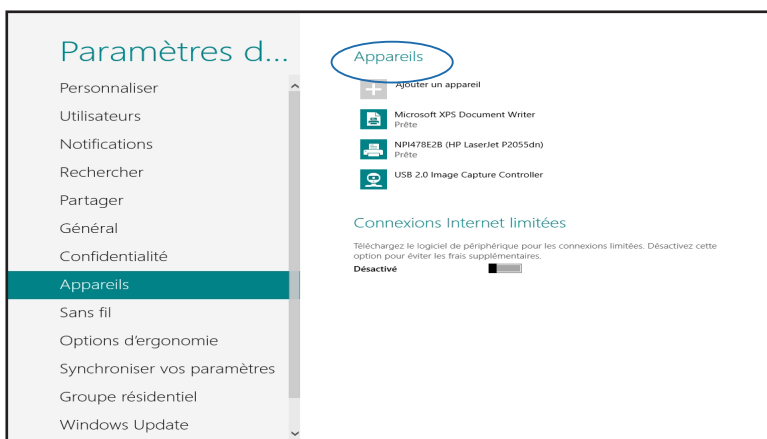 Paramètres d...
Personnaliser
Utilisateurs
Notifications
Rechercher
Partager
Général
Confidentialité
Appareils
Sans fil
Options d'ergonomie
Synchroniser vos paramètres
Groupe résidentiel
Windows Update
Appareils
Ajouter un appareil
Microsoft XPS Document Writer
Prête
NPI478E2B (HP LaserJet P2055dn)
Prête
USB 2.0 Image Capture Controller
Connexions Internet limitées
Téléchargez le logiciel de périphérique pour les connexions limitées. Désactivez cette
option pour éviter les frais supplémentaires.
Désactivé